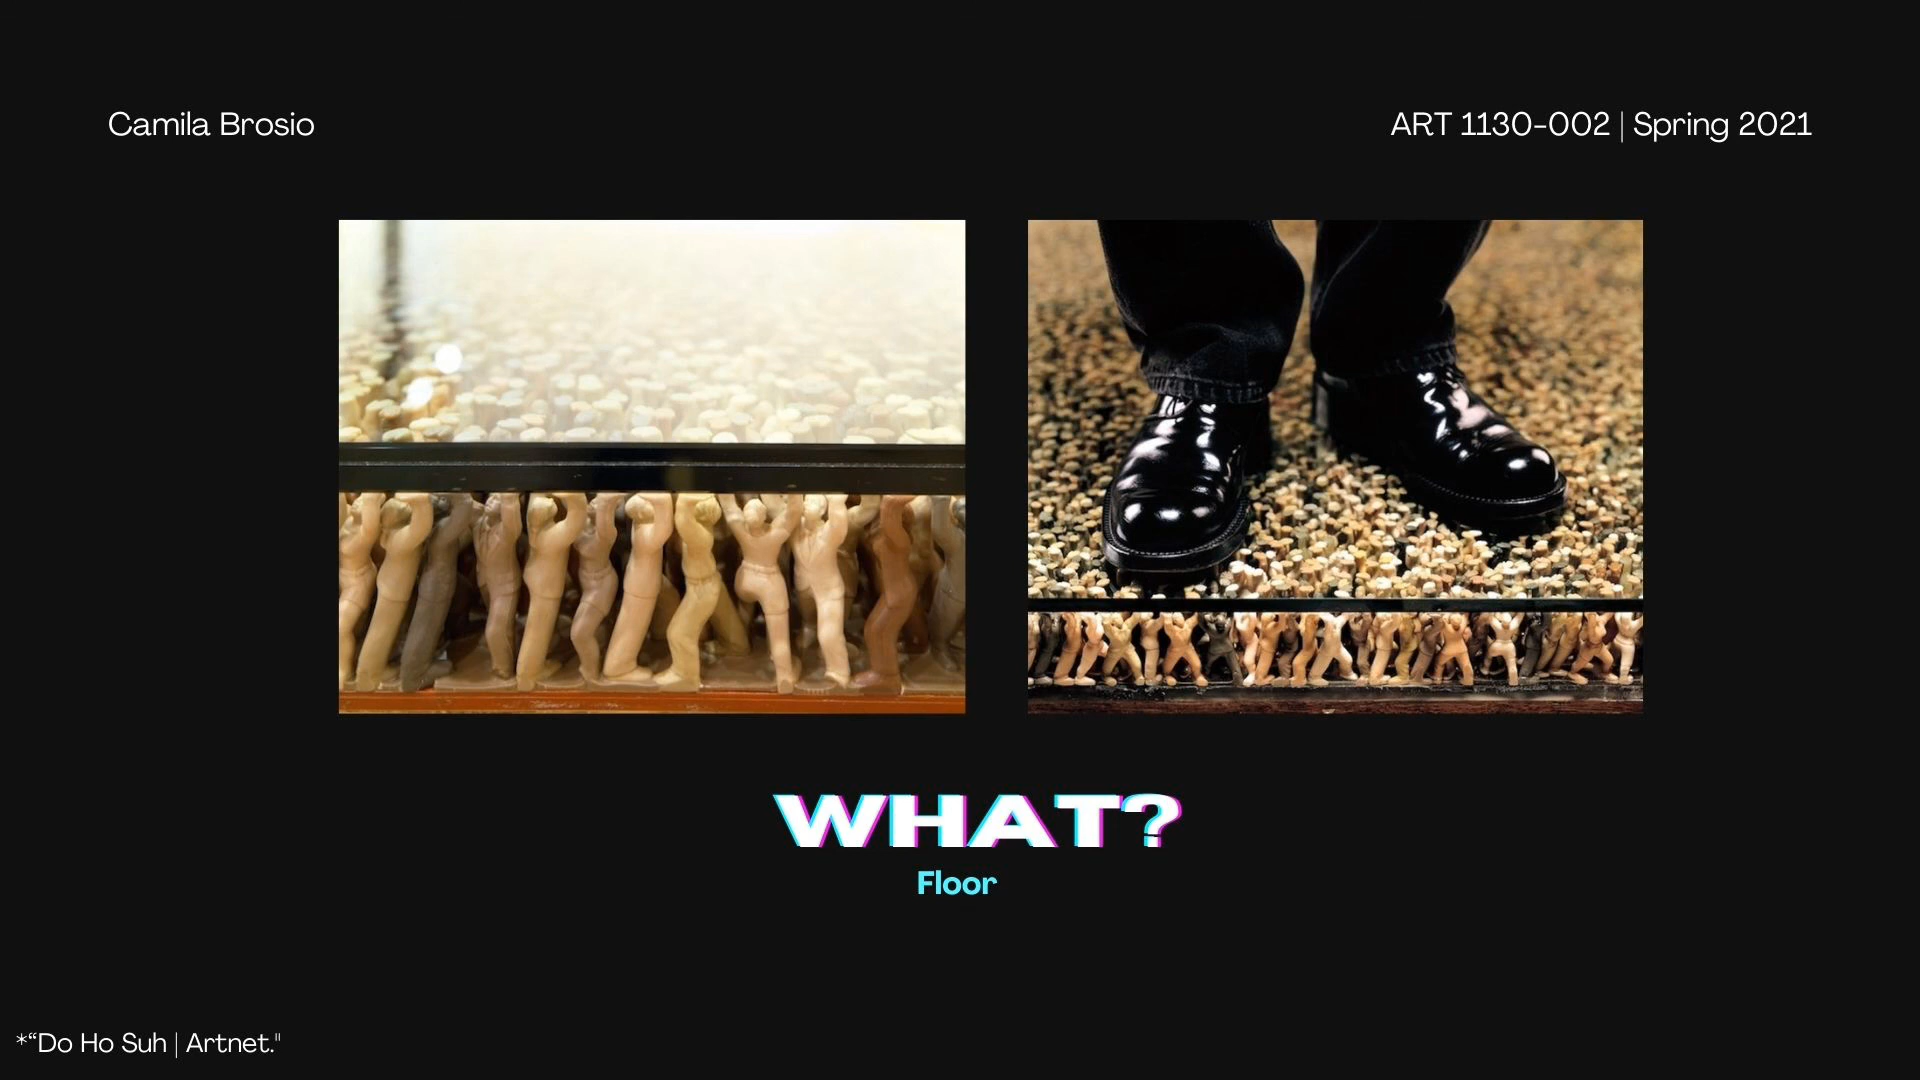 Camila Brosio
ART 1130-002 | Spring 2021
WHAT?
Floor
*“Do Ho Suh | Artnet."